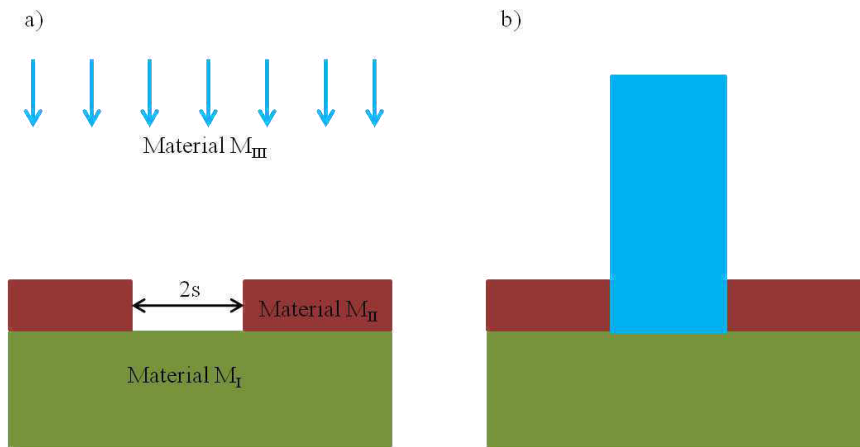 a)
b)
Material M_III
2s
Material M_II
Material M_I